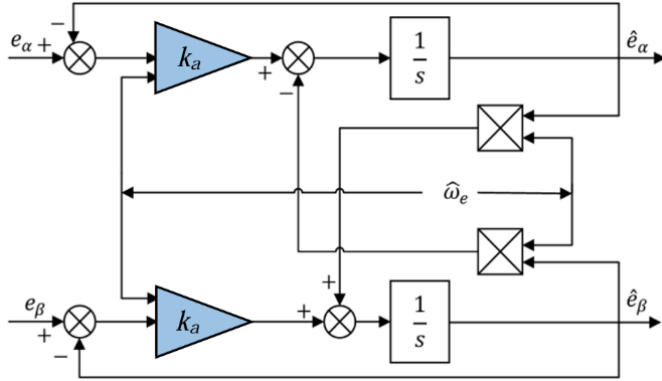 −
e_α + k_a + 1/s ê_α
−
ω̂_e
+
e_β + k_a + 1/s ê_β
−